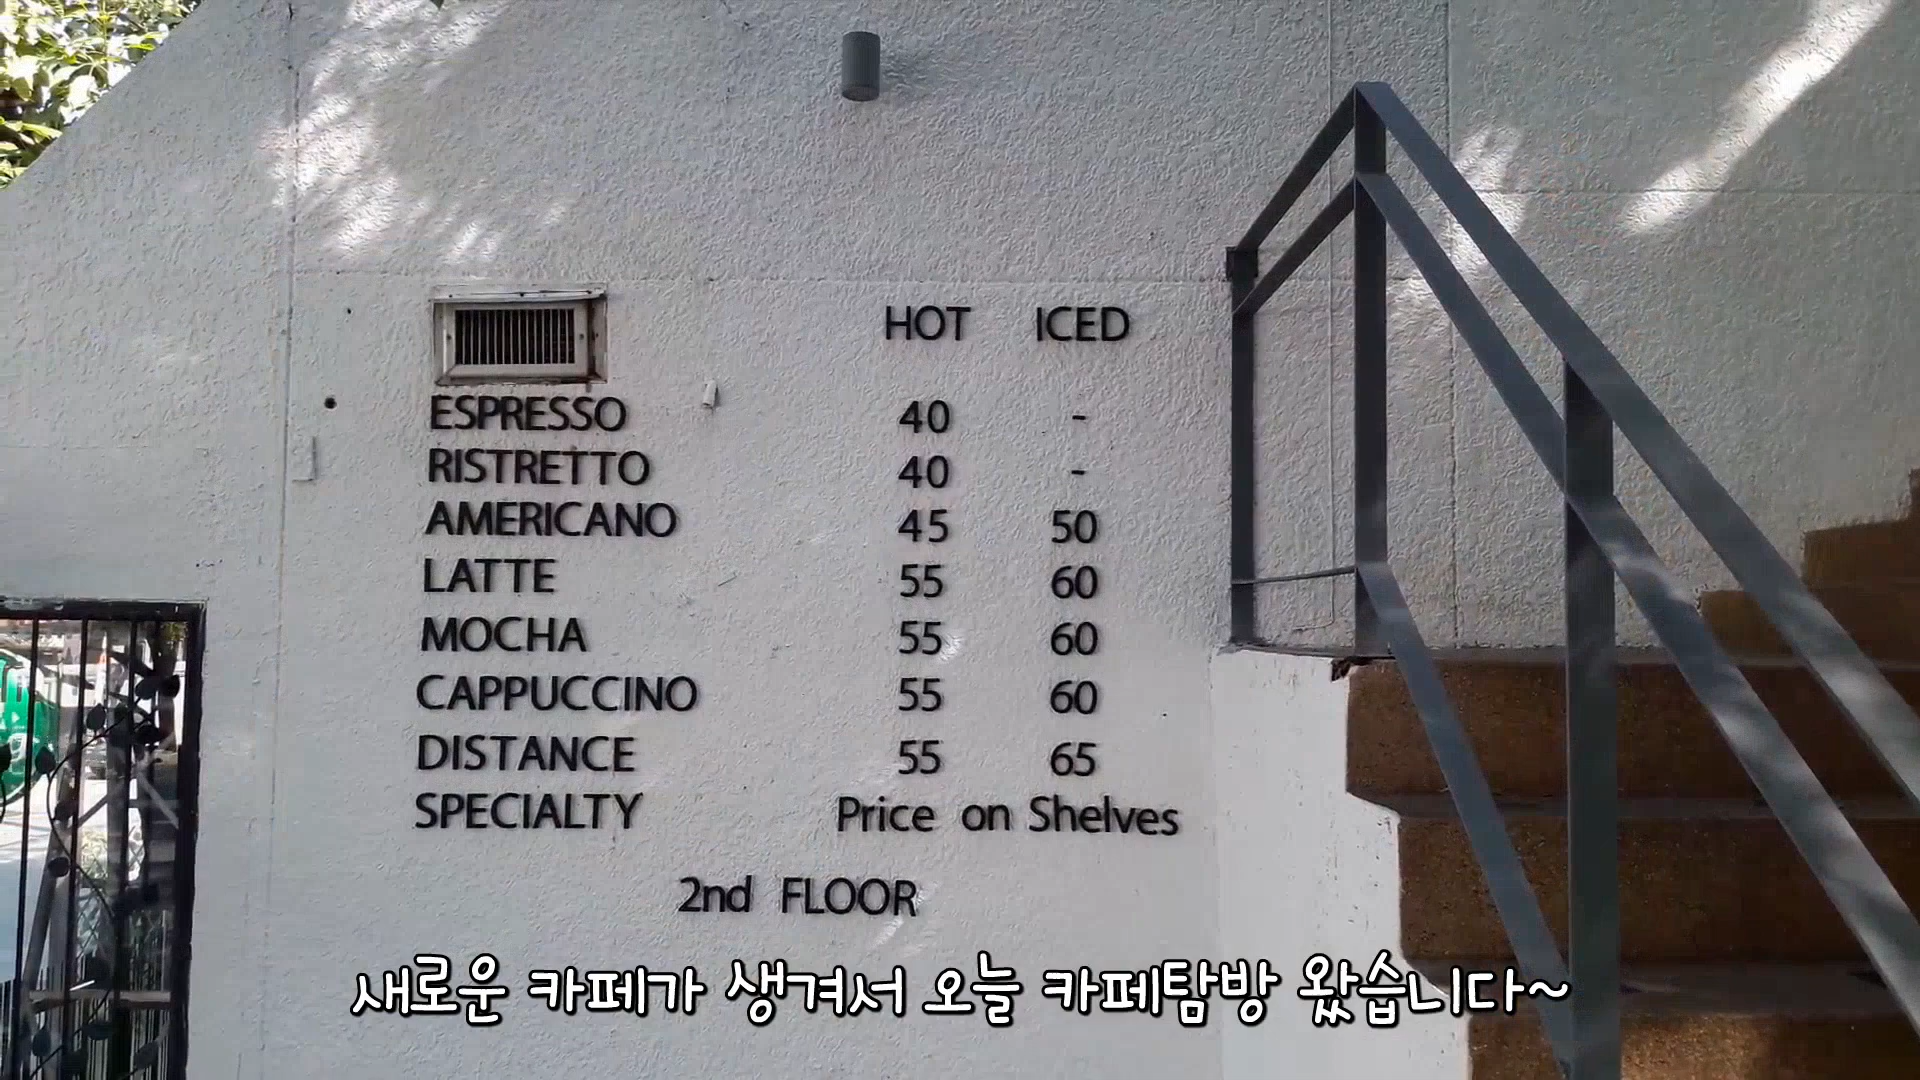 HOT ICED
ESPRESSO 40 -
RISTRETTO 40 -
AMERICANO 45 50
LATTE 55 60
MOCHA 55 60
CAPPUCCINO 55 60
DISTANCE 55 65
SPECIALTY Price on Shelves
2nd FLOOR
새로운 카페가 생겨서 오늘 카페탐방 왔습니다~